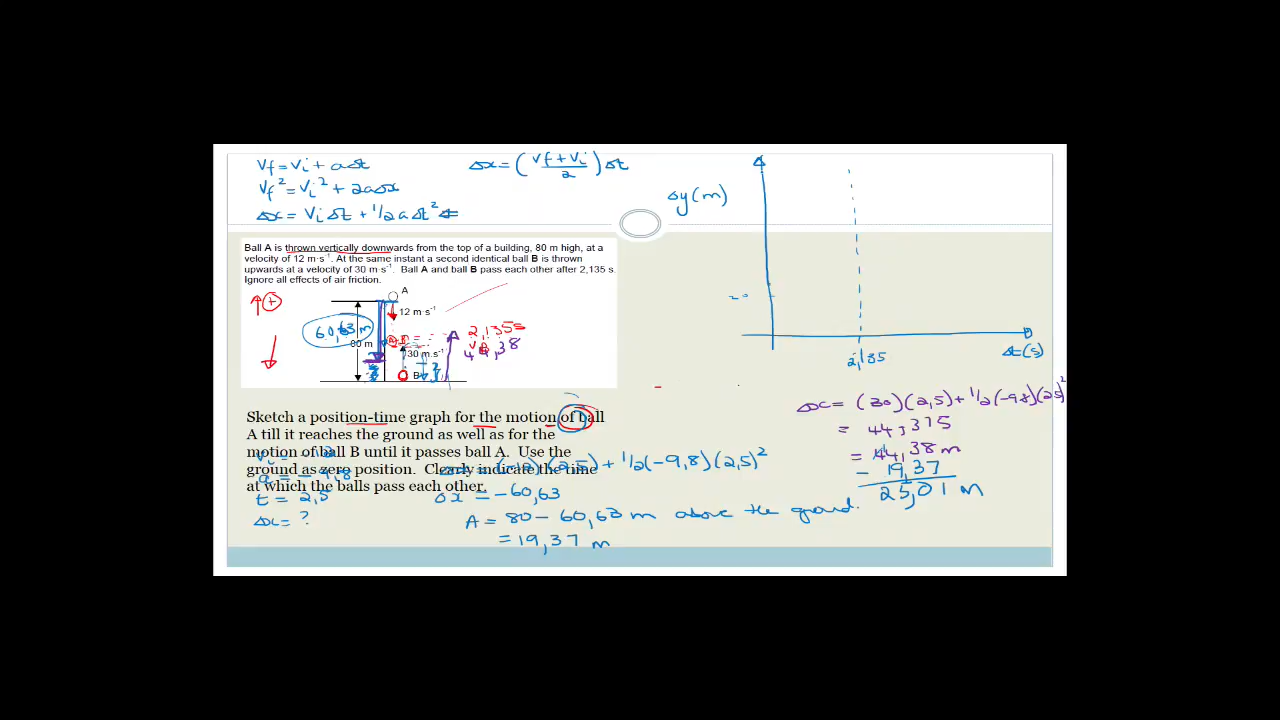 Vf = Vi + aΔt
Vf² = Vi² + 2aΔx
Δx = ViΔt + 1/2 aΔt²
Δx = (Vf + Vi / 2) Δt
Δy (m)
Ball A is thrown vertically downwards from the top of a building, 80 m high, at a
velocity of 12 m·s⁻¹. At the same instant a second identical ball B is thrown
upwards at a velocity of 30 m·s⁻¹. Ball A and ball B pass each other after 2,135 s.
Ignore all effects of air friction.
A
12 m·s⁻¹
60,63 m
2,135s
30 m.s⁻¹
44,38
B
2,135
Δt(s)
Sketch a position-time graph for the motion of ball
A till it reaches the ground as well as for the
motion of ball B until it passes ball A. Use the
ground as zero position. Clearly indicate the time
at which the balls pass each other.
Vi = -12
a = -9,8
t = 2,5
Δx = ?
Δx = (-12)(2,5) + 1/2(-9,8)(2,5)²
Δx = -60,63
A = 80 - 60,63 m above the ground.
= 19,37 m
Δx = (30)(2,5) + 1/2(-9,8)(2,5)²
= 44,375
= 44,38m
- 19,37
25,01 m